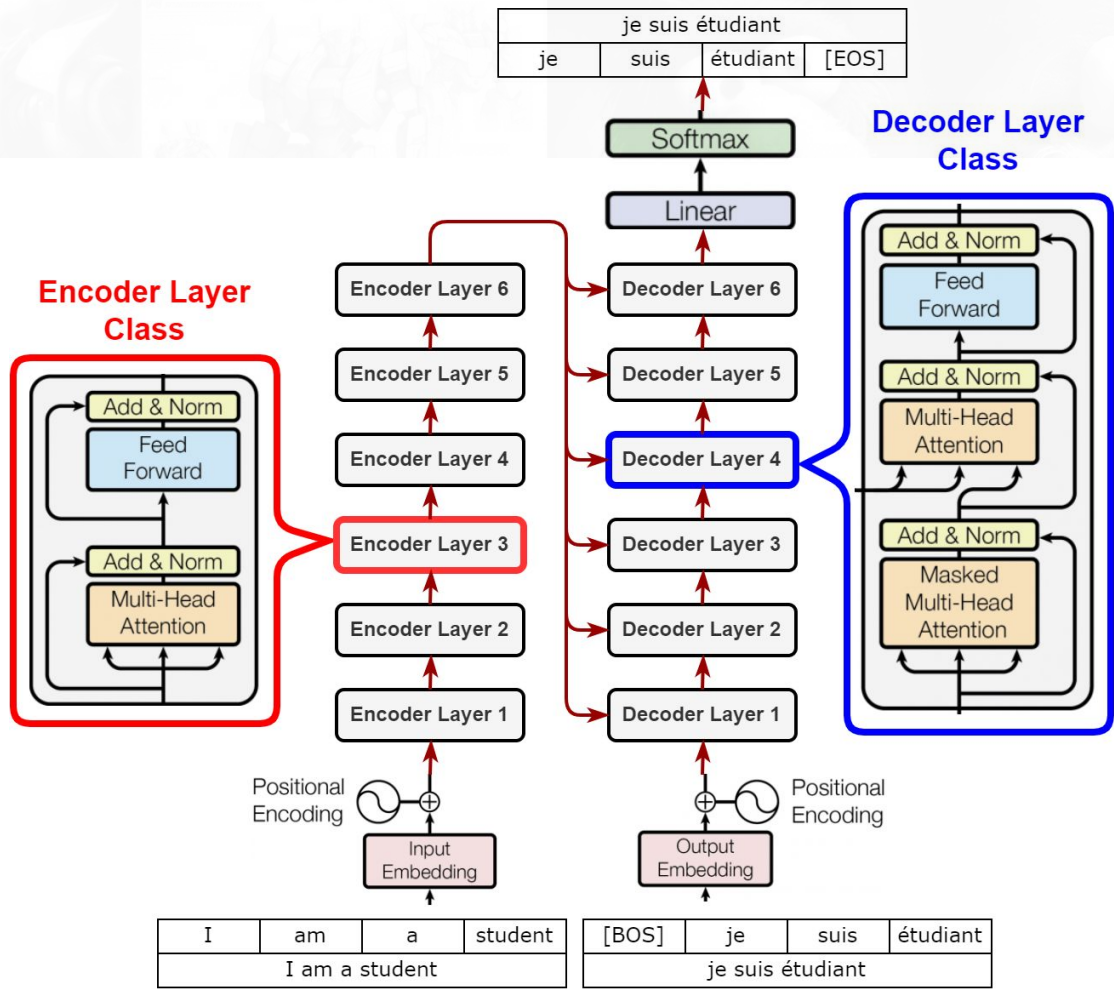 je suis étudiant
je suis étudiant [EOS]
Softmax
Linear
Decoder Layer
Class
Add & Norm
Feed
Forward
Add & Norm
Multi-Head
Attention
Add & Norm
Masked
Multi-Head
Attention
Encoder Layer
Class
Add & Norm
Feed
Forward
Add & Norm
Multi-Head
Attention
Encoder Layer 6
Encoder Layer 5
Encoder Layer 4
Encoder Layer 3
Encoder Layer 2
Encoder Layer 1
Decoder Layer 6
Decoder Layer 5
Decoder Layer 4
Decoder Layer 3
Decoder Layer 2
Decoder Layer 1
Positional
Encoding
Input
Embedding
Positional
Encoding
Output
Embedding
I am a student
I am a student
[BOS] je suis étudiant
je suis étudiant